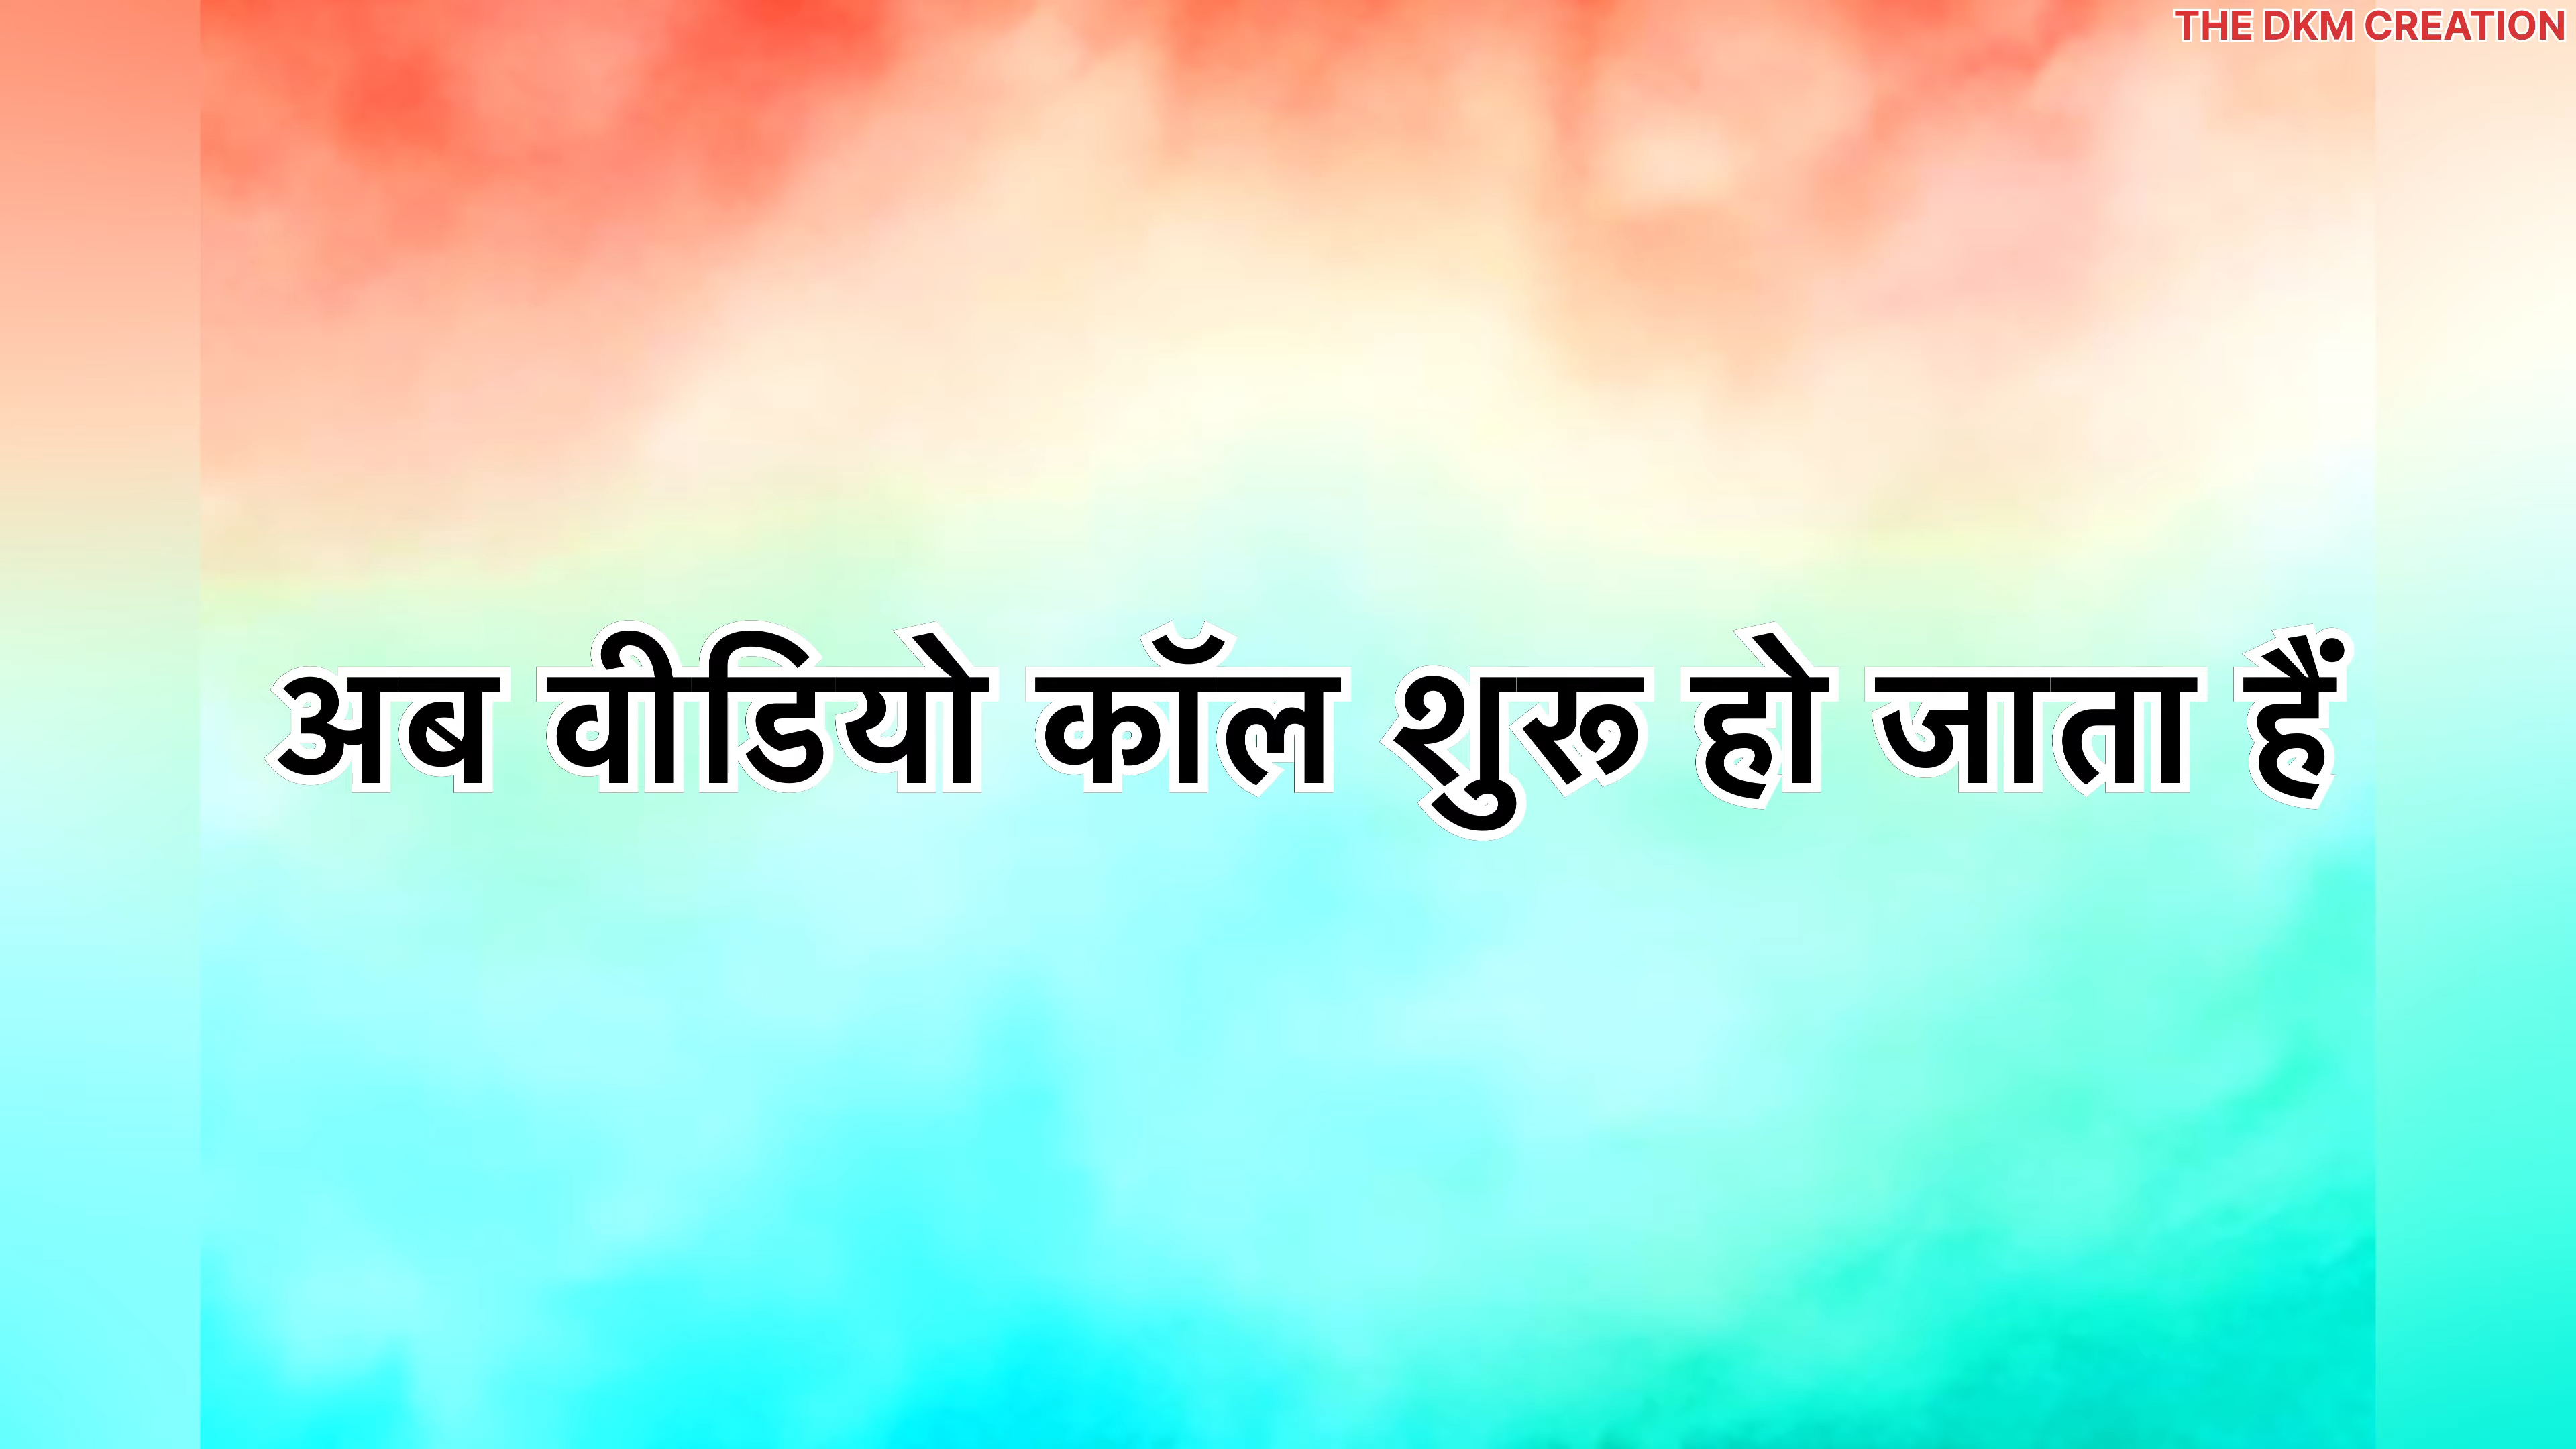 THE DKM CREATION
अब वीडियो कॉल शुरू हो जाता हैं